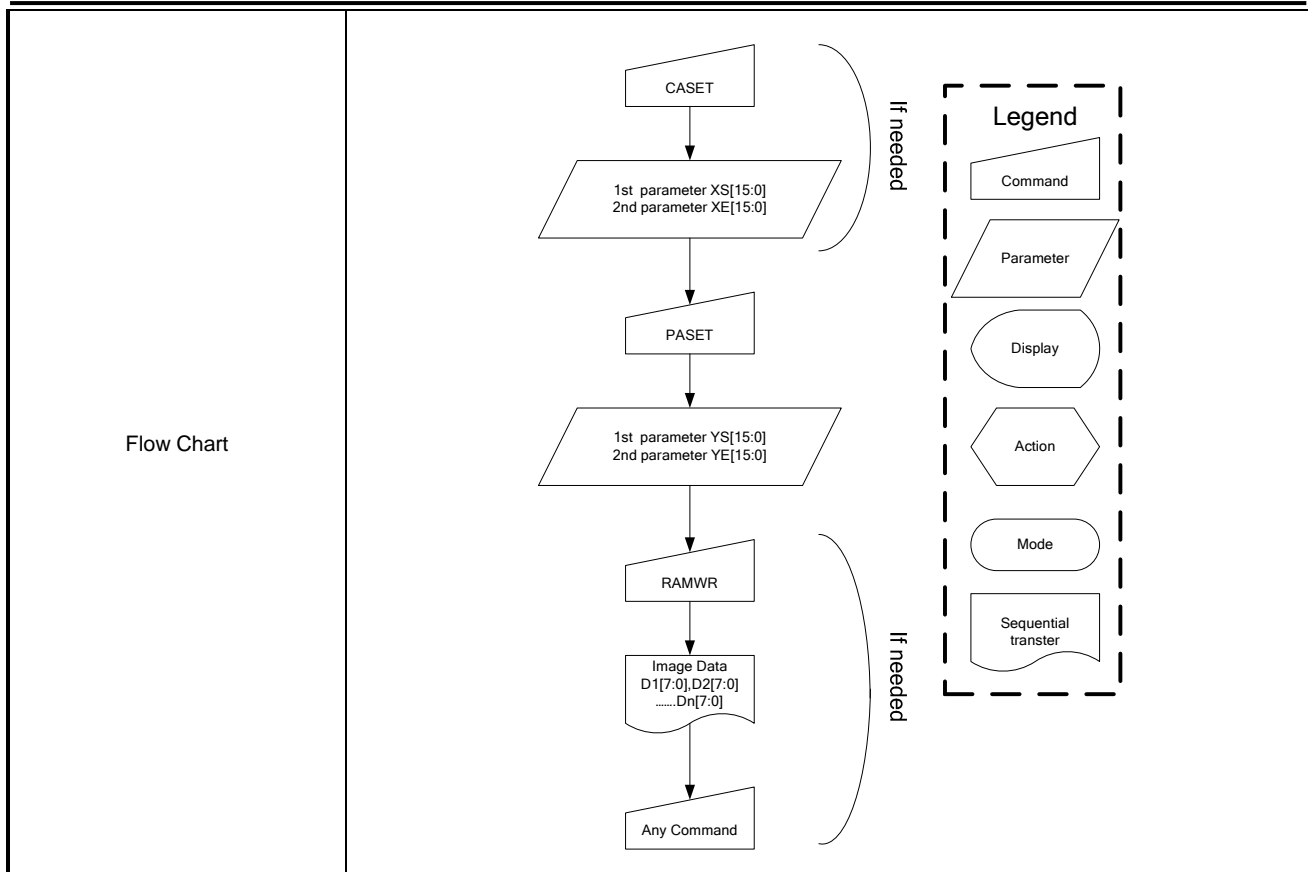 Flow Chart
CASET
1st  parameter XS[15:0]
2nd parameter XE[15:0]
If needed
PASET
1st  parameter YS[15:0]
2nd parameter YE[15:0]
RAMWR
Image Data
D1[7:0],D2[7:0]
.......Dn[7:0]
Any Command
If needed
Legend
Command
Parameter
Display
Action
Mode
Sequential
transter